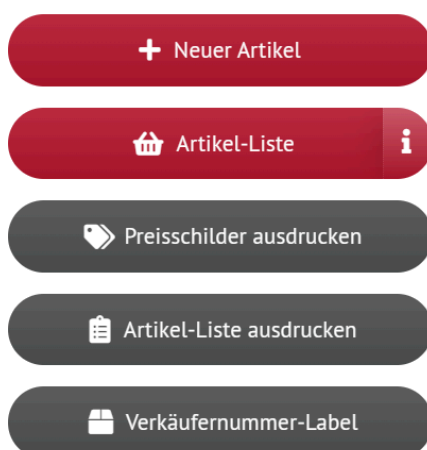 Neuer Artikel
Artikel-Liste
Preisschilder ausdrucken
Artikel-Liste ausdrucken
Verkäufernummer-Label